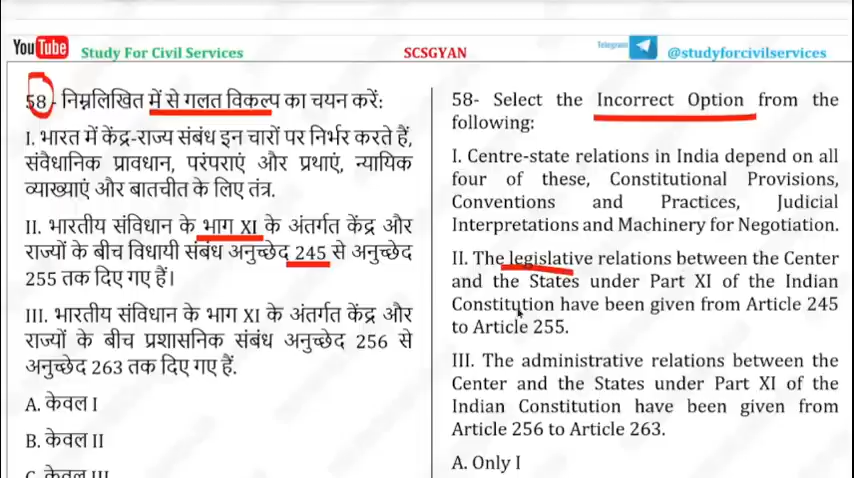 YouTube Study For Civil Services
SCSGYAN
Telegram @studyforcivilservices
58- निम्नलिखित में से गलत विकल्प का चयन करें:
I. भारत में केंद्र-राज्य संबंध इन चारों पर निर्भर करते हैं,
संवैधानिक प्रावधान, परंपराएं और प्रथाएं, न्यायिक
व्याख्याएं और बातचीत के लिए तंत्र.
II. भारतीय संविधान के भाग XI के अंतर्गत केंद्र और
राज्यों के बीच विधायी संबंध अनुच्छेद 245 से अनुच्छेद
255 तक दिए गए हैं।
III. भारतीय संविधान के भाग XI के अंतर्गत केंद्र और
राज्यों के बीच प्रशासनिक संबंध अनुच्छेद 256 से
अनुच्छेद 263 तक दिए गए हैं.
A. केवल I
B. केवल II
C. केवल III
58- Select the Incorrect Option from the
following:
I. Centre-state relations in India depend on all
four of these, Constitutional Provisions,
Conventions and Practices, Judicial
Interpretations and Machinery for Negotiation.
II. The legislative relations between the Center
and the States under Part XI of the Indian
Constitution have been given from Article 245
to Article 255.
III. The administrative relations between the
Center and the States under Part XI of the
Indian Constitution have been given from
Article 256 to Article 263.
A. Only I